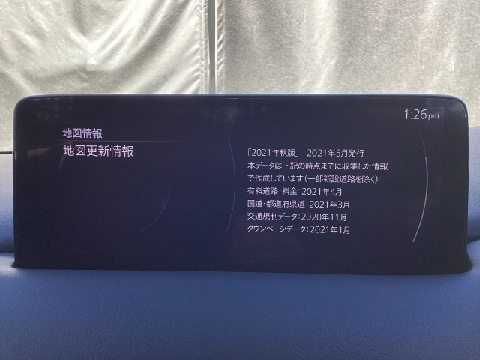 1:26 pm
地図情報
地図更新情報
「2021年秋版」 2021年8月発行
本データは下記の時点までに収集した情報
で作成しています(一部新設道路を除く)
有料道路・料金:2021年4月
国道・都道府県道:2021年3月
交通規制データ:2020年11月
タウンページデータ:2021年1月